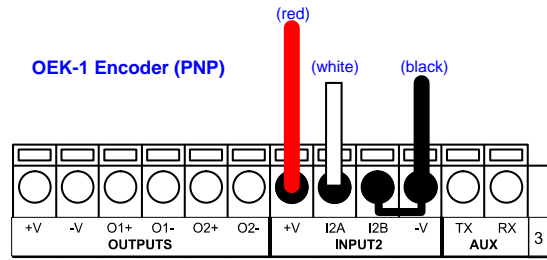 (red)
OEK-1 Encoder (PNP)
(white) (black)
+V -V O1+ O1- O2+ O2- +V I2A I2B -V TX RX
OUTPUTS INPUT2 AUX
3